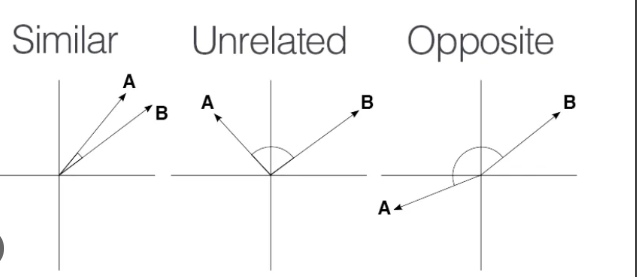 Similar Unrelated Opposite
A B
A B
B
A